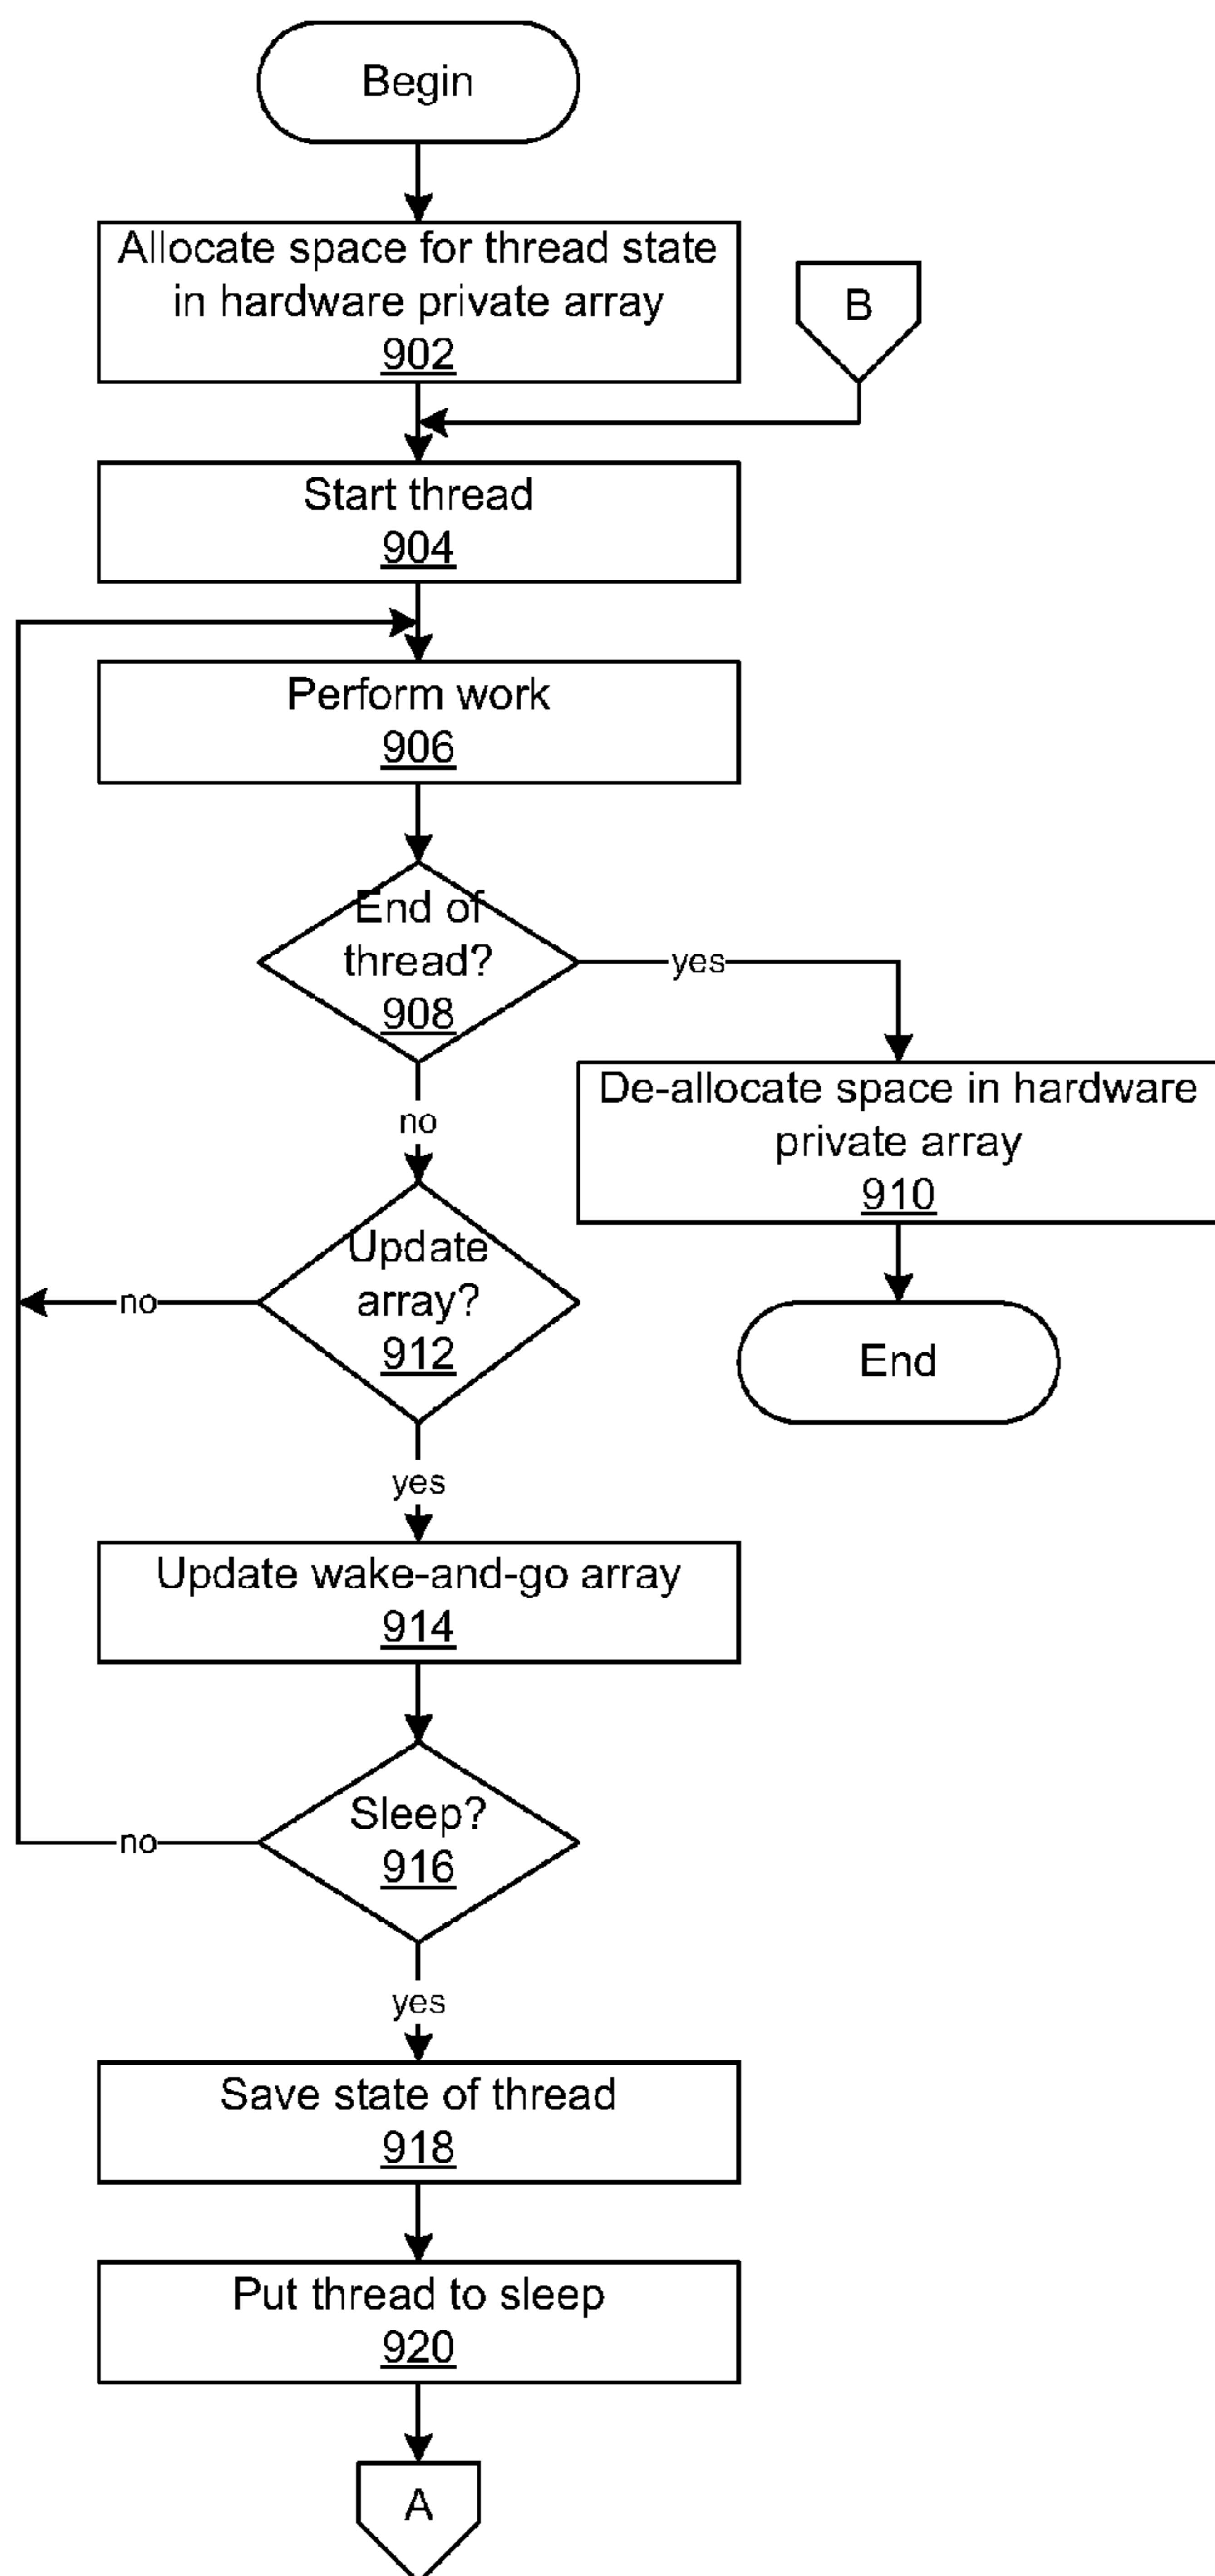 Begin
Allocate space for thread state
in hardware private array
902
B
Start thread
904
Perform work
906
End of
thread?
908
yes
no
De-allocate space in hardware
private array
910
Update
array?
912
no
End
yes
Update wake-and-go array
914
Sleep?
916
no
yes
Save state of thread
918
Put thread to sleep
920
A